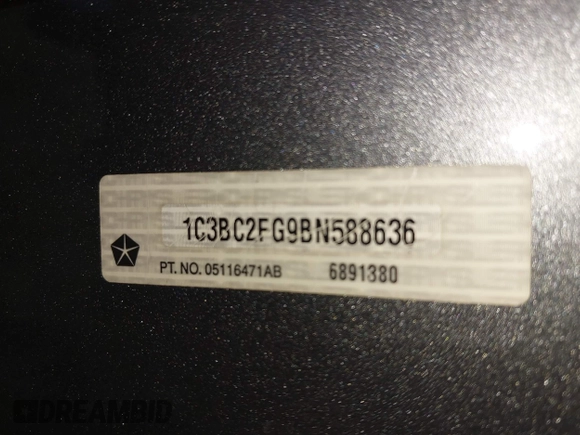 1C3BC2FG9BN588636
PT. NO. 05116471AB 6891380
DREAMBID